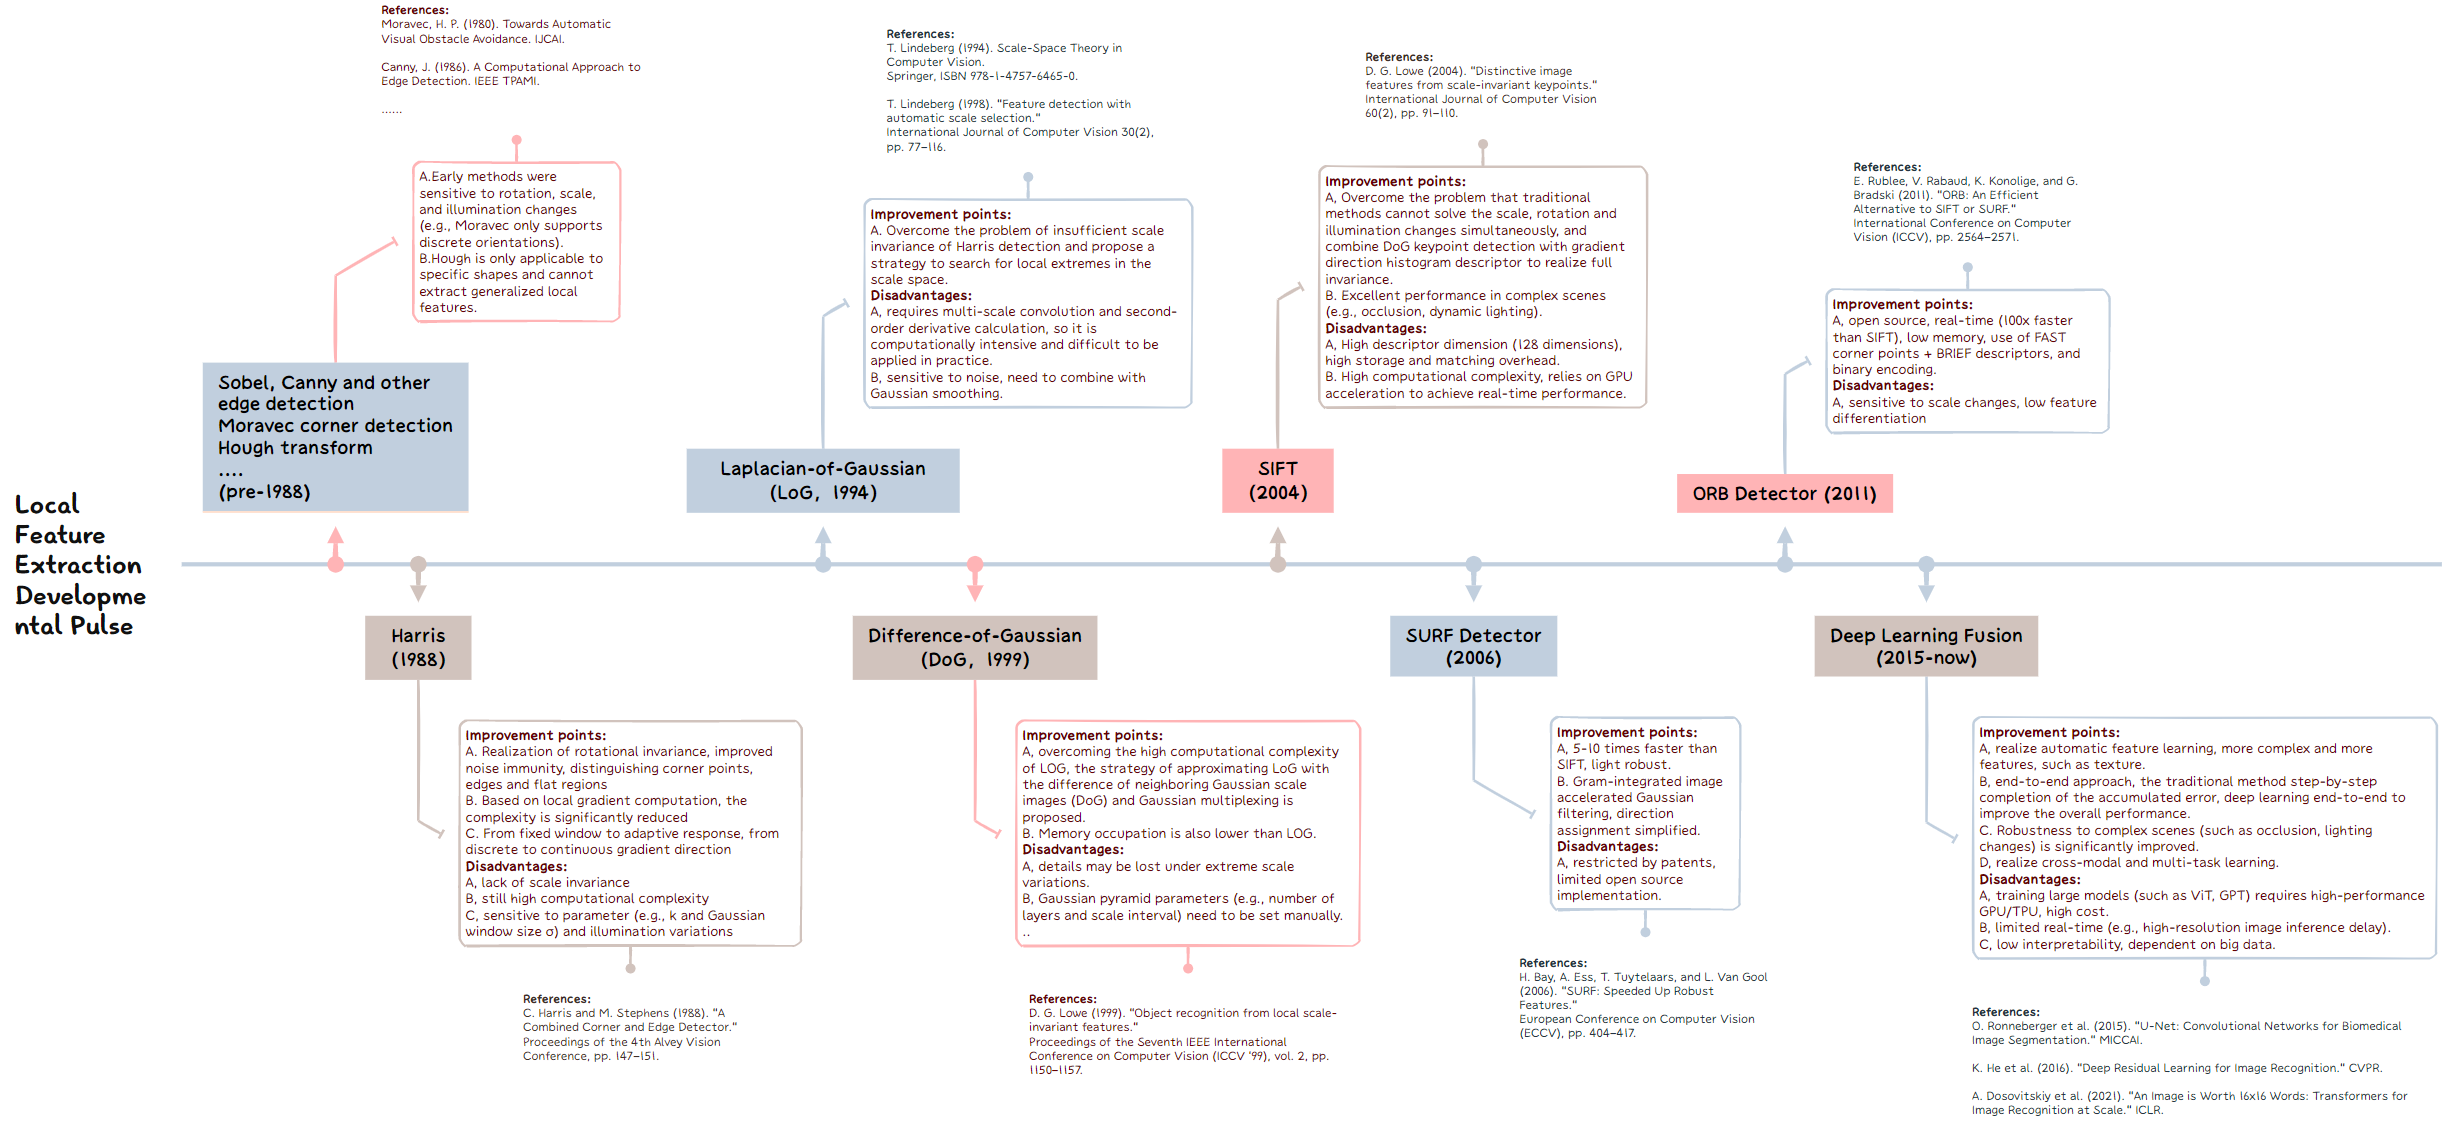 Local
Feature
Extraction
Developme
ntal Pulse
References:
Moravec, H. P. (1980). Towards Automatic
Visual Obstacle Avoidance. IJCAI.
Canny, J. (1986). A Computational Approach to
Edge Detection. IEEE TPAMI.
......
A.Early methods were
sensitive to rotation, scale,
and illumination changes
(e.g., Moravec only supports
discrete orientations).
B.Hough is only applicable to
specific shapes and cannot
extract generalized local
features.
Sobel, Canny and other
edge detection
Moravec corner detection
Hough transform
....
(pre-1988)
Harris
(1988)
Improvement points:
A. Realization of rotational invariance, improved
noise immunity, distinguishing corner points,
edges and flat regions
B. Based on local gradient computation, the
complexity is significantly reduced
C. From fixed window to adaptive response, from
discrete to continuous gradient direction
Disadvantages:
A, lack of scale invariance
B, still high computational complexity
C, sensitive to parameter (e.g., k and Gaussian
window size σ) and illumination variations
References:
C. Harris and M. Stephens (1988). "A
Combined Corner and Edge Detector."
Proceedings of the 4th Alvey Vision
Conference, pp. 147–151.
References:
T. Lindeberg (1994). Scale-Space Theory in
Computer Vision.
Springer, ISBN 978-1-4757-6465-0.
T. Lindeberg (1998). "Feature detection with
automatic scale selection."
International Journal of Computer Vision 30(2),
pp. 77–116.
Improvement points:
A. Overcome the problem of insufficient scale
invariance of Harris detection and propose a
strategy to search for local extremes in the
scale space.
Disadvantages:
A, requires multi-scale convolution and second-
order derivative calculation, so it is
computationally intensive and difficult to be
applied in practice.
B, sensitive to noise, need to combine with
Gaussian smoothing.
Laplacian-of-Gaussian
(LoG, 1994)
Difference-of-Gaussian
(DoG, 1999)
Improvement points:
A, overcoming the high computational complexity
of LOG, the strategy of approximating LoG with
the difference of neighboring Gaussian scale
images (DoG) and Gaussian multiplexing is
proposed.
B. Memory occupation is also lower than LOG.
Disadvantages:
A, details may be lost under extreme scale
variations.
B, Gaussian pyramid parameters (e.g., number of
layers and scale interval) need to be set manually.
..
References:
D. G. Lowe (1999). "Object recognition from local scale-
invariant features."
Proceedings of the Seventh IEEE International
Conference on Computer Vision (ICCV '99), vol. 2, pp.
1150–1157.
References:
D. G. Lowe (2004). "Distinctive image
features from scale-invariant keypoints."
International Journal of Computer Vision
60(2), pp. 91–110.
Improvement points:
A, Overcome the problem that traditional
methods cannot solve the scale, rotation and
illumination changes simultaneously, and
combine DoG keypoint detection with gradient
direction histogram descriptor to realize full
invariance.
B. Excellent performance in complex scenes
(e.g., occlusion, dynamic lighting).
Disadvantages:
A, High descriptor dimension (128 dimensions),
high storage and matching overhead.
B. High computational complexity, relies on GPU
acceleration to achieve real-time performance.
SIFT
(2004)
SURF Detector
(2006)
Improvement points:
A, 5-10 times faster than
SIFT, light robust.
B. Gram-integrated image
accelerated Gaussian
filtering, direction
assignment simplified.
Disadvantages:
A, restricted by patents,
limited open source
implementation.
References:
H. Bay, A. Ess, T. Tuytelaars, and L. Van Gool
(2006). "SURF: Speeded Up Robust
Features."
European Conference on Computer Vision
(ECCV), pp. 404–417.
References:
E. Rublee, V. Rabaud, K. Konolige, and G.
Bradski (2011). "ORB: An Efficient
Alternative to SIFT or SURF."
International Conference on Computer
Vision (ICCV), pp. 2564–2571.
Improvement points:
A, open source, real-time (100x faster
than SIFT), low memory, use of FAST
corner points + BRIEF descriptors, and
binary encoding.
Disadvantages:
A, sensitive to scale changes, low feature
differentiation
ORB Detector (2011)
Deep Learning Fusion
(2015-now)
Improvement points:
A, realize automatic feature learning, more complex and more
features, such as texture.
B, end-to-end approach, the traditional method step-by-step
completion of the accumulated error, deep learning end-to-end to
improve the overall performance.
C. Robustness to complex scenes (such as occlusion, lighting
changes) is significantly improved.
D, realize cross-modal and multi-task learning.
Disadvantages:
A, training large models (such as ViT, GPT) requires high-performance
GPU/TPU, high cost.
B, limited real-time (e.g., high-resolution image inference delay).
C, low interpretability, dependent on big data.
References:
O. Ronneberger et al. (2015). "U-Net: Convolutional Networks for Biomedical
Image Segmentation." MICCAI.
K. He et al. (2016). "Deep Residual Learning for Image Recognition." CVPR.
A. Dosovitskiy et al. (2021). "An Image is Worth 16x16 Words: Transformers for
Image Recognition at Scale." ICLR.